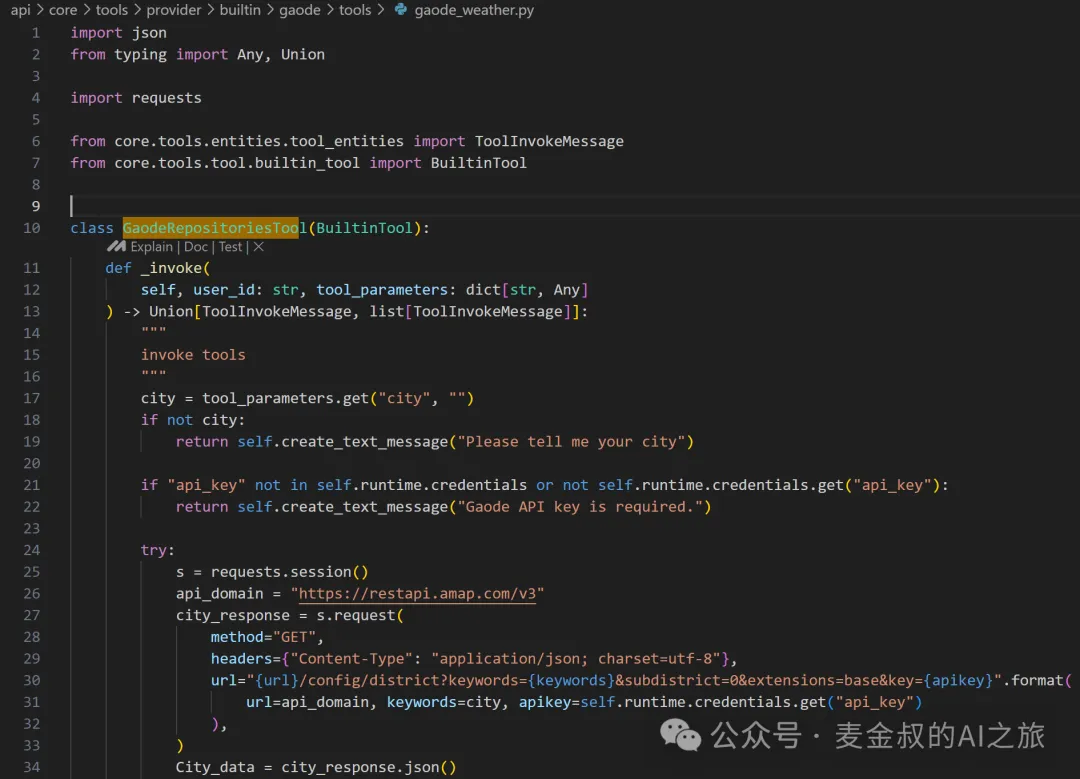 api > core > tools > provider > builtin > gaode > tools > gaode_weather.py
1 import json
2 from typing import Any, Union
3
4 import requests
5
6 from core.tools.entities.tool_entities import ToolInvokeMessage
7 from core.tools.tool.builtin_tool import BuiltinTool
8
9
10 class GaodeRepositoriesTool(BuiltinTool):
Explain | Doc | Test | ×
11     def _invoke(
12         self, user_id: str, tool_parameters: dict[str, Any]
13     ) -> Union[ToolInvokeMessage, list[ToolInvokeMessage]]:
14         """
15         invoke tools
16         """
17         city = tool_parameters.get("city", "")
18         if not city:
19             return self.create_text_message("Please tell me your city")
20
21         if "api_key" not in self.runtime.credentials or not self.runtime.credentials.get("api_key"):
22             return self.create_text_message("Gaode API key is required.")
23
24         try:
25             s = requests.session()
26             api_domain = "https://restapi.amap.com/v3"
27             city_response = s.request(
28                 method="GET",
29                 headers={"Content-Type": "application/json; charset=utf-8"},
30                 url="{url}/config/district?keywords={keywords}&subdistrict=0&extensions=base&key={apikey}".format(
31                     url=api_domain, keywords=city, apikey=self.runtime.credentials.get("api_key")
32                 ),
33             )
34             City_data = city_response.json()
公众号 · 麦金叔的AI之旅